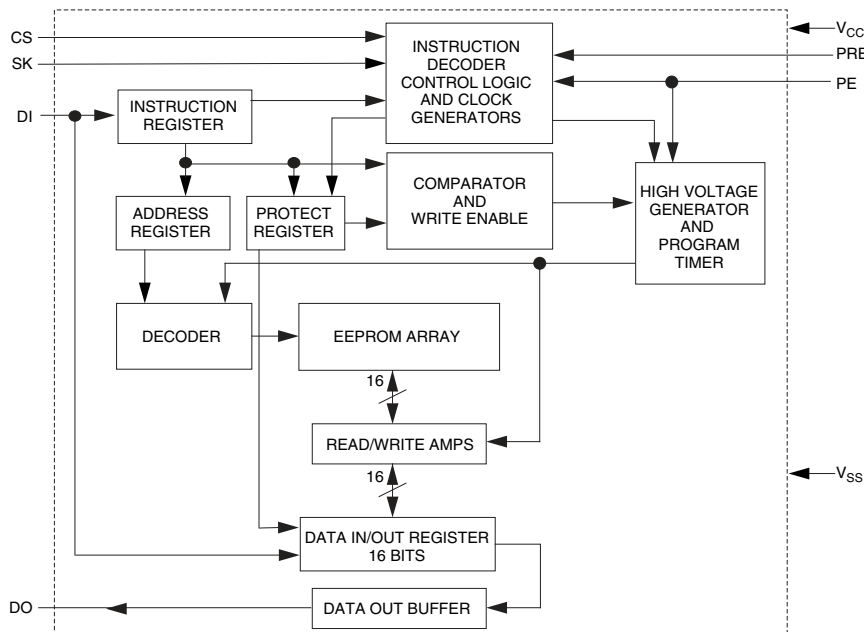 CS
SK
DI
INSTRUCTION
DECODER
CONTROL LOGIC
AND CLOCK
GENERATORS
VCC
PRE
PE
INSTRUCTION
REGISTER
ADDRESS
REGISTER
PROTECT
REGISTER
COMPARATOR
AND
WRITE ENABLE
HIGH VOLTAGE
GENERATOR
AND
PROGRAM
TIMER
DECODER
EEPROM ARRAY
16
READ/WRITE AMPS
16
VSS
DATA IN/OUT REGISTER
16 BITS
DO
DATA OUT BUFFER